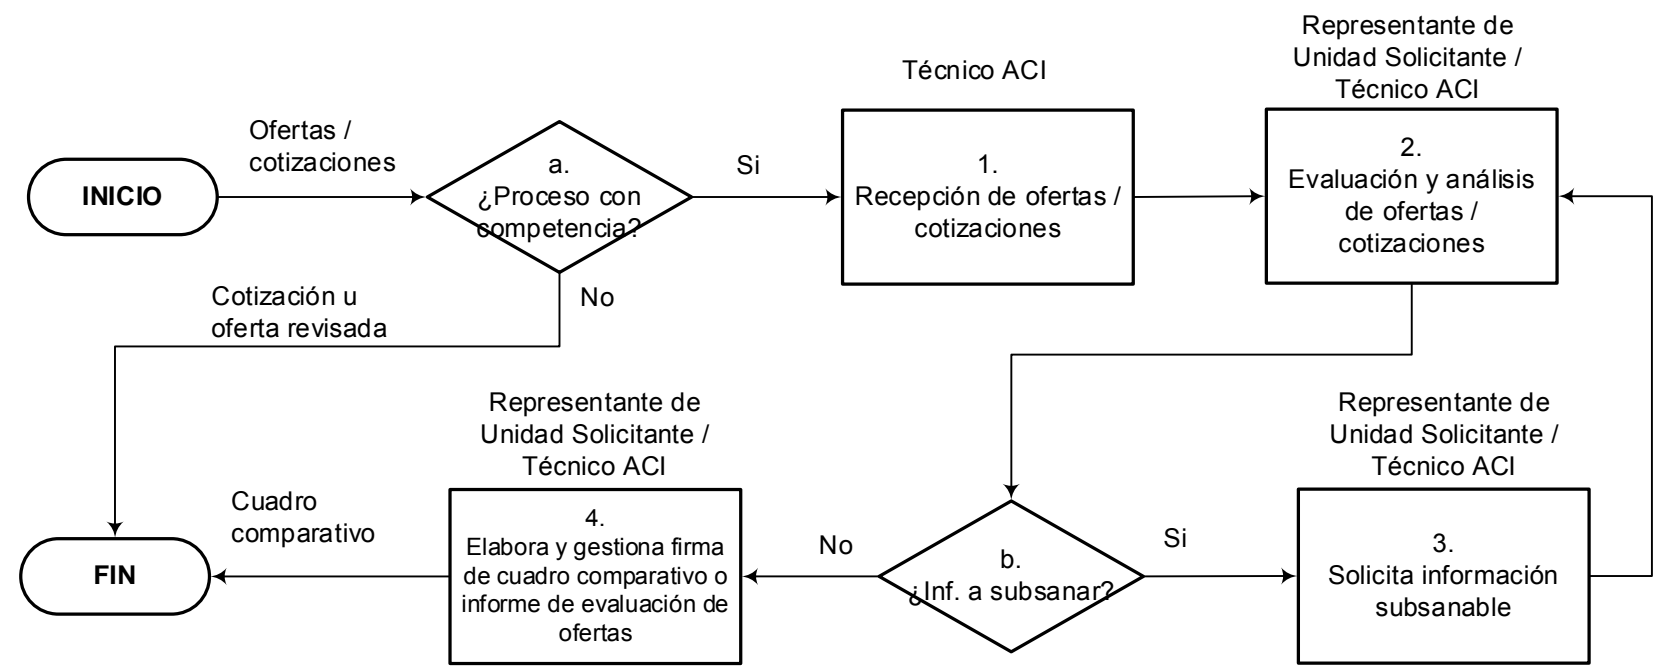 INICIO
Ofertas /
cotizaciones
a.
¿Proceso con
competencia?
Si
Técnico ACI
1.
Recepción de ofertas /
cotizaciones
Representante de
Unidad Solicitante /
Técnico ACI
2.
Evaluación y análisis
de ofertas /
cotizaciones
No
Cotización u
oferta revisada
FIN
Cuadro
comparativo
Representante de
Unidad Solicitante /
Técnico ACI
4.
Elabora y gestiona firma
de cuadro comparativo o
informe de evaluación de
ofertas
No
b.
¿Inf. a subsanar?
Si
Representante de
Unidad Solicitante /
Técnico ACI
3.
Solicita información
subsanable